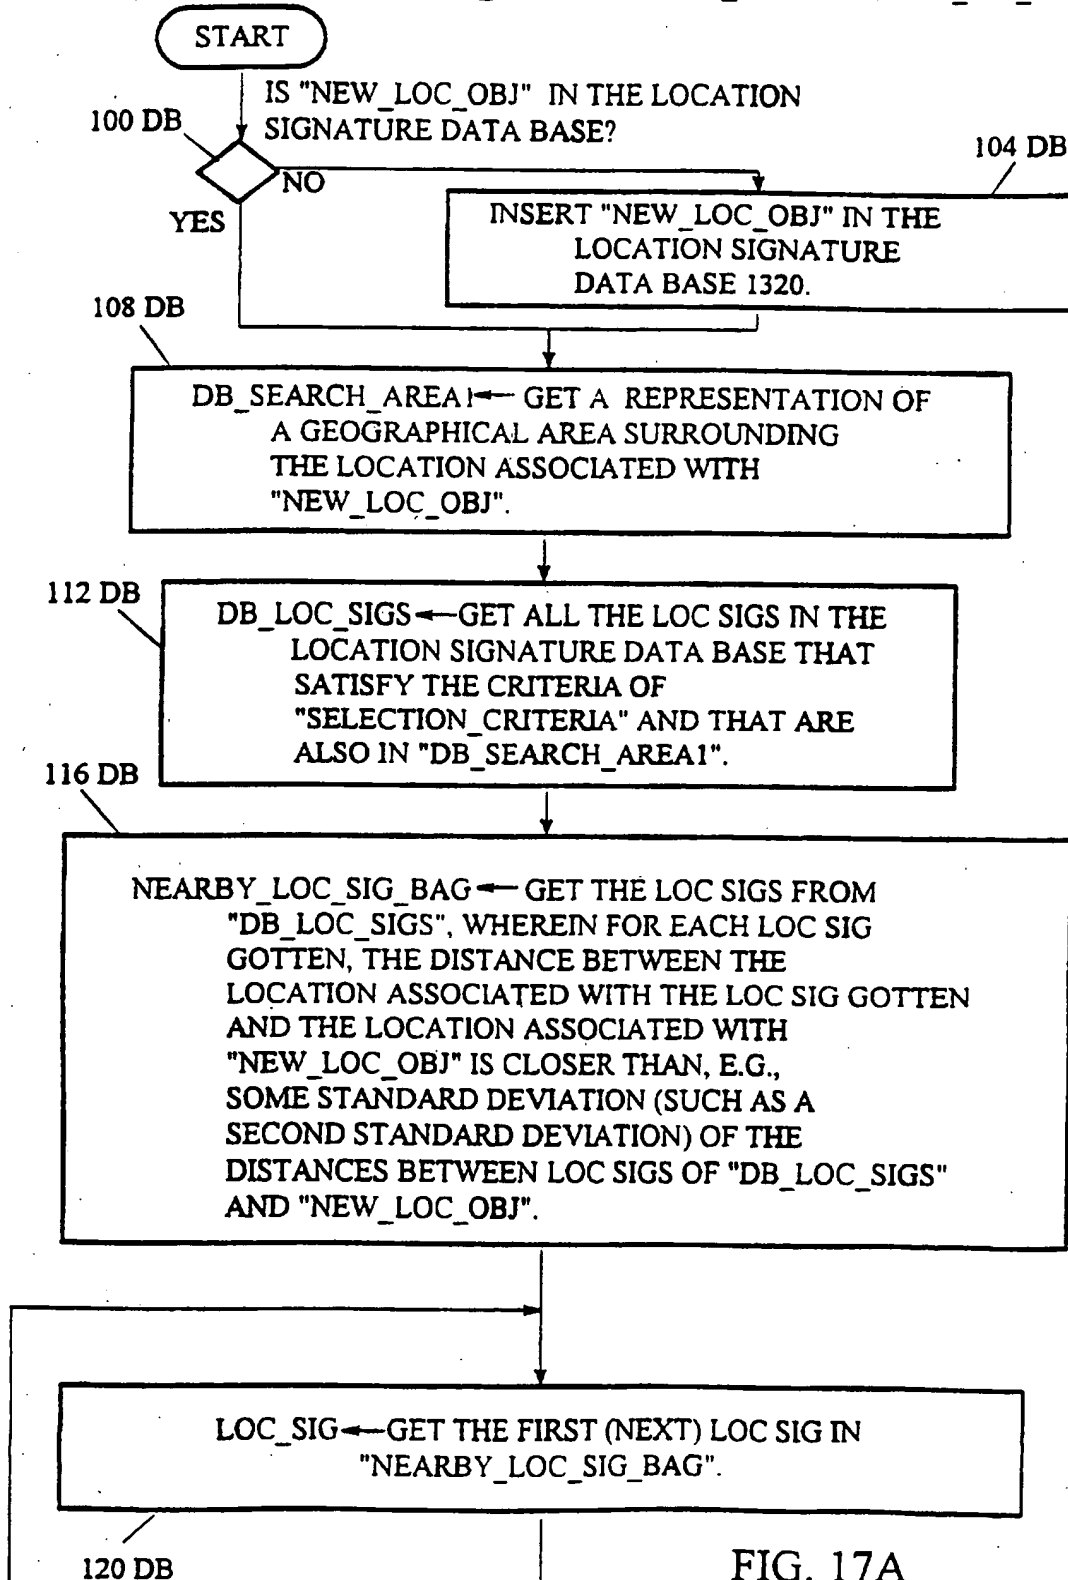 START
IS "NEW_LOC_OBJ" IN THE LOCATION
SIGNATURE DATA BASE?
100 DB
NO
YES
104 DB
INSERT "NEW_LOC_OBJ" IN THE
LOCATION SIGNATURE
DATA BASE 1320.
108 DB
DB_SEARCH_AREA1← GET A REPRESENTATION OF
A GEOGRAPHICAL AREA SURROUNDING
THE LOCATION ASSOCIATED WITH
"NEW_LOC_OBJ".
112 DB
DB_LOC_SIGS←GET ALL THE LOC SIGS IN THE
LOCATION SIGNATURE DATA BASE THAT
SATISFY THE CRITERIA OF
"SELECTION_CRITERIA" AND THAT ARE
ALSO IN "DB_SEARCH_AREA1".
116 DB
NEARBY_LOC_SIG_BAG← GET THE LOC SIGS FROM
"DB_LOC_SIGS", WHEREIN FOR EACH LOC SIG
GOTTEN, THE DISTANCE BETWEEN THE
LOCATION ASSOCIATED WITH THE LOC SIG GOTTEN
AND THE LOCATION ASSOCIATED WITH
"NEW_LOC_OBJ" IS CLOSER THAN, E.G.,
SOME STANDARD DEVIATION (SUCH AS A
SECOND STANDARD DEVIATION) OF THE
DISTANCES BETWEEN LOC SIGS OF "DB_LOC_SIGS"
AND "NEW_LOC_OBJ".
LOC_SIG←GET THE FIRST (NEXT) LOC SIG IN
"NEARBY_LOC_SIG_BAG".
120 DB
FIG. 17A